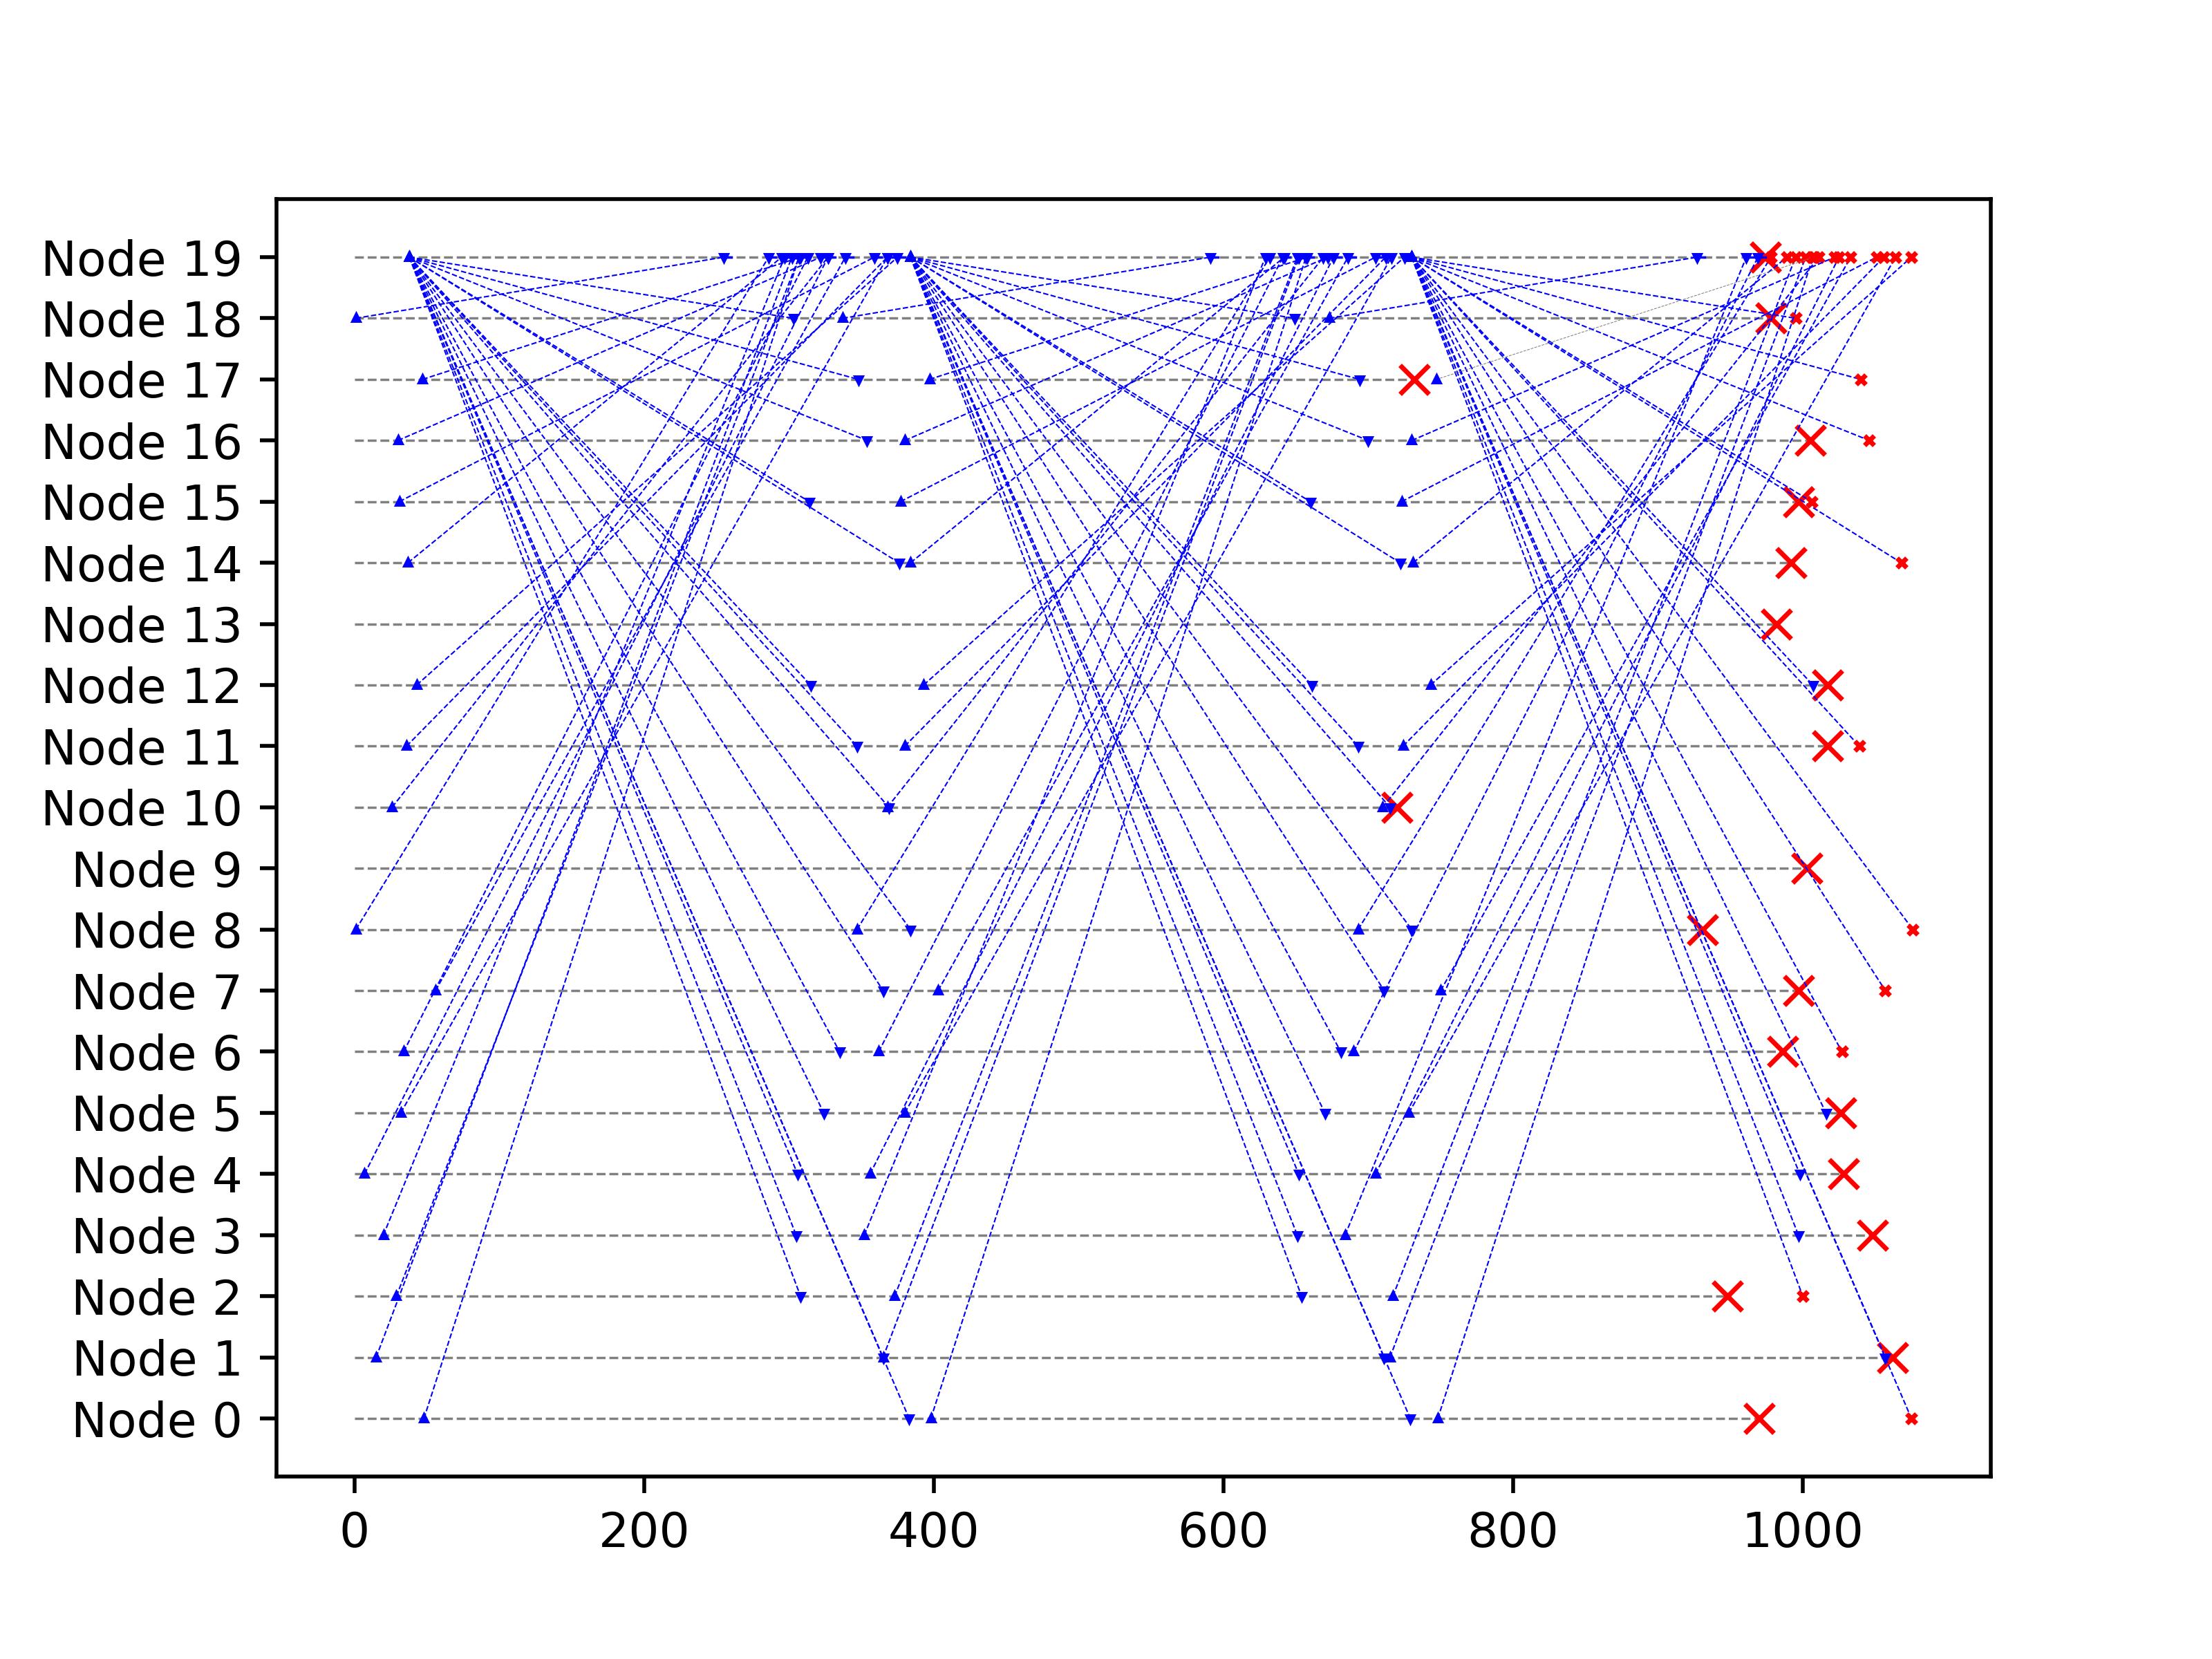 Node 19
Node 18
Node 17
Node 16
Node 15
Node 14
Node 13
Node 12
Node 11
Node 10
Node 9
Node 8
Node 7
Node 6
Node 5
Node 4
Node 3
Node 2
Node 1
Node 0
0 200 400 600 800 1000